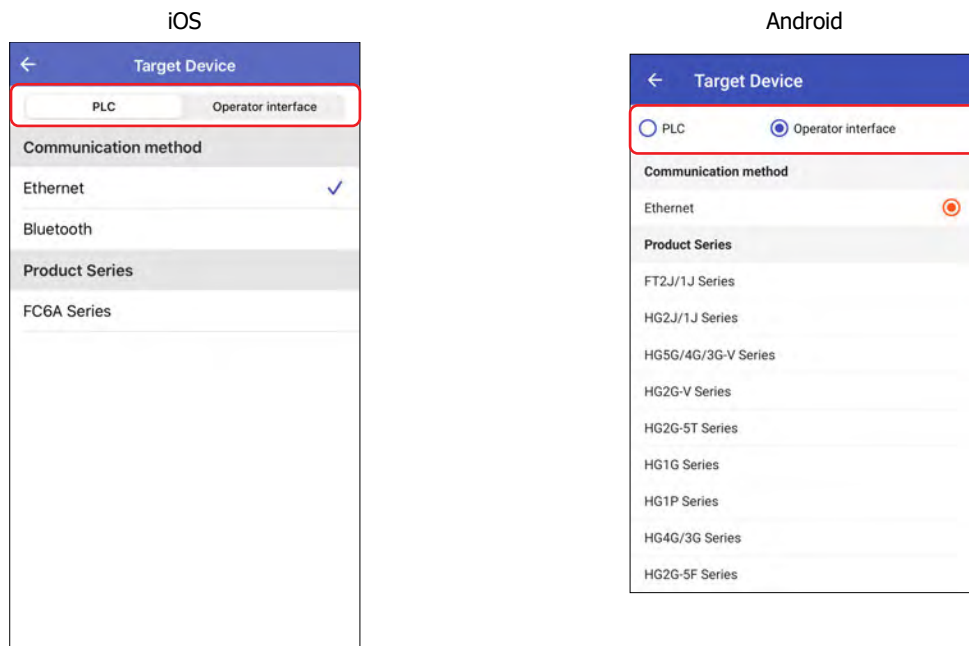 iOS
Target Device
PLC Operator interface
Communication method
Ethernet
Bluetooth
Product Series
FC6A Series
Android
Target Device
PLC Operator interface
Communication method
Ethernet
Product Series
FT2J/1J Series
HG2J/1J Series
HG5G/4G/3G-V Series
HG2G-V Series
HG2G-5T Series
HG1G Series
HG1P Series
HG4G/3G Series
HG2G-5F Series